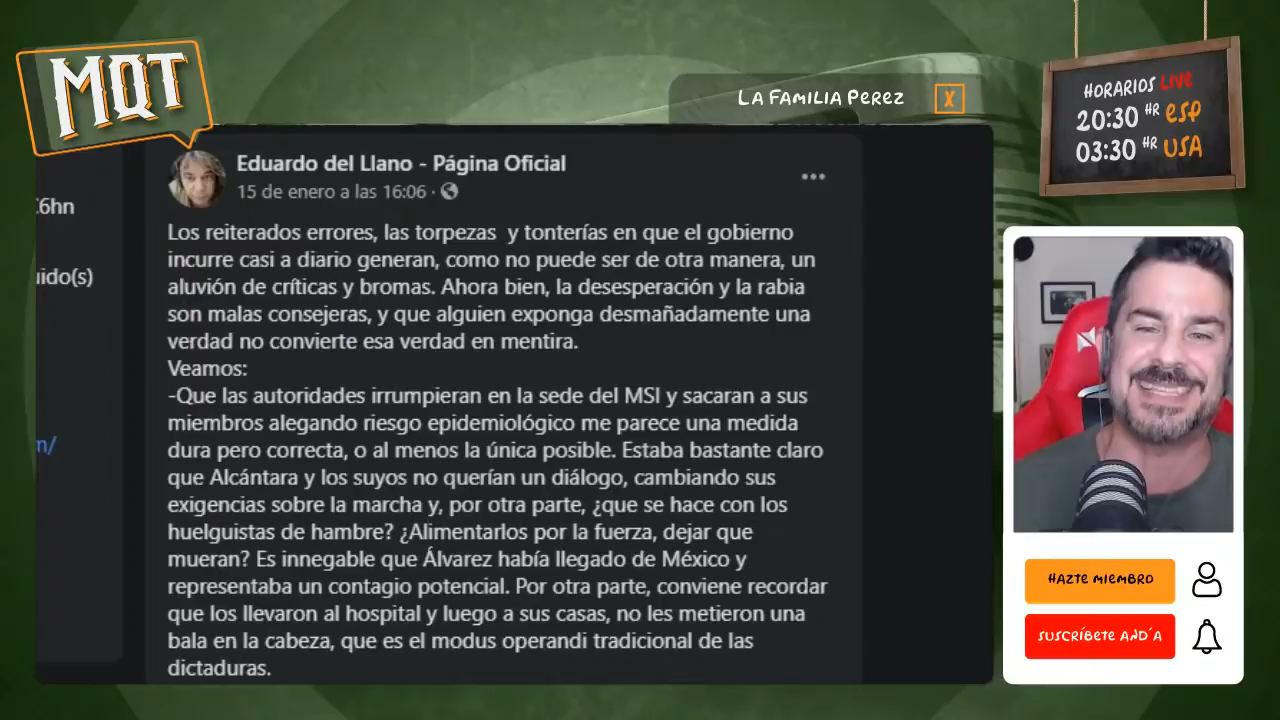 MQT
LA FAMILIA PEREZ
X
HORARIOS LIVE
20:30 HR ESP
03:30 HR USA
Eduardo del Llano - Página Oficial
15 de enero a las 16:06 ·
6hn
uido(s)
m/
Los reiterados errores, las torpezas y tonterías en que el gobierno
incurre casi a diario generan, como no puede ser de otra manera, un
aluvión de críticas y bromas. Ahora bien, la desesperación y la rabia
son malas consejeras, y que alguien exponga desmañadamente una
verdad no convierte esa verdad en mentira.
Veamos:
-Que las autoridades irrumpieran en la sede del MSI y sacaran a sus
miembros alegando riesgo epidemiológico me parece una medida
dura pero correcta, o al menos la única posible. Estaba bastante claro
que Alcántara y los suyos no querían un diálogo, cambiando sus
exigencias sobre la marcha y, por otra parte, ¿que se hace con los
huelguistas de hambre? ¿Alimentarlos por la fuerza, dejar que
mueran? Es innegable que Álvarez había llegado de México y
representaba un contagio potencial. Por otra parte, conviene recordar
que los llevaron al hospital y luego a sus casas, no les metieron una
bala en la cabeza, que es el modus operandi tradicional de las
dictaduras.
HAZTE MIEMBRO
SUSCRÍBETE AND´A